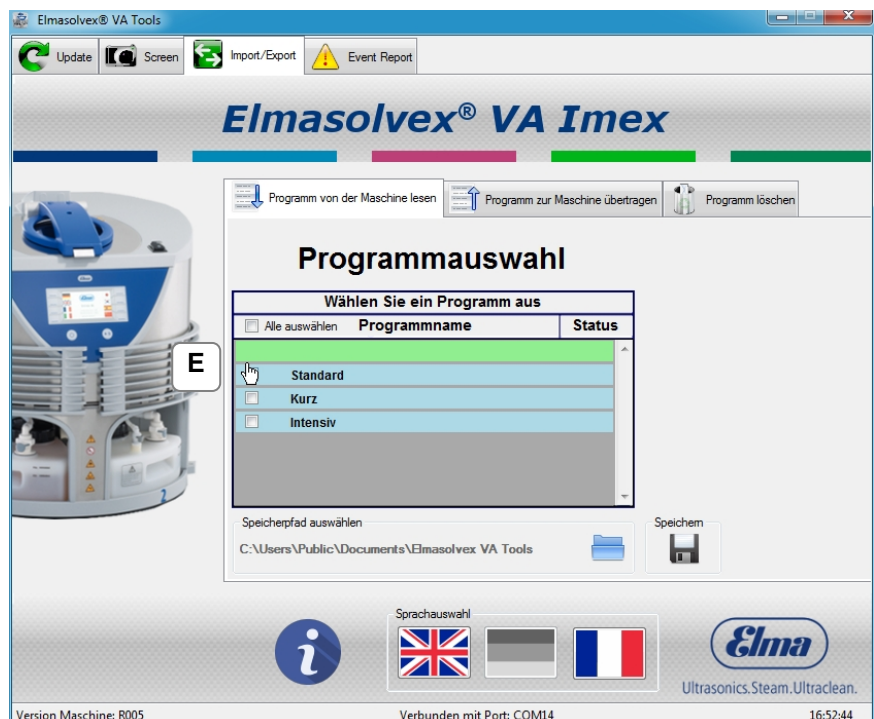 Elmasolvex® VA Tools
Update
Screen
Import/Export
Event Report
Elmasolvex® VA Imex
Programm von der Maschine lesen
Programm zur Maschine übertragen
Programm löschen
Programmauswahl
Wählen Sie ein Programm aus
Alle auswählen Programmname Status
E
Standard
Kurz
Intensiv
Speicherpfad auswählen
Speichern
C:\Users\Public\Documents\Elmasolvex VA Tools
Sprachauswahl
Elma
Ultrasonics.Steam.Ultraclean.
Version Maschine: R005
Verbunden mit Port: COM14
16:52:44
2